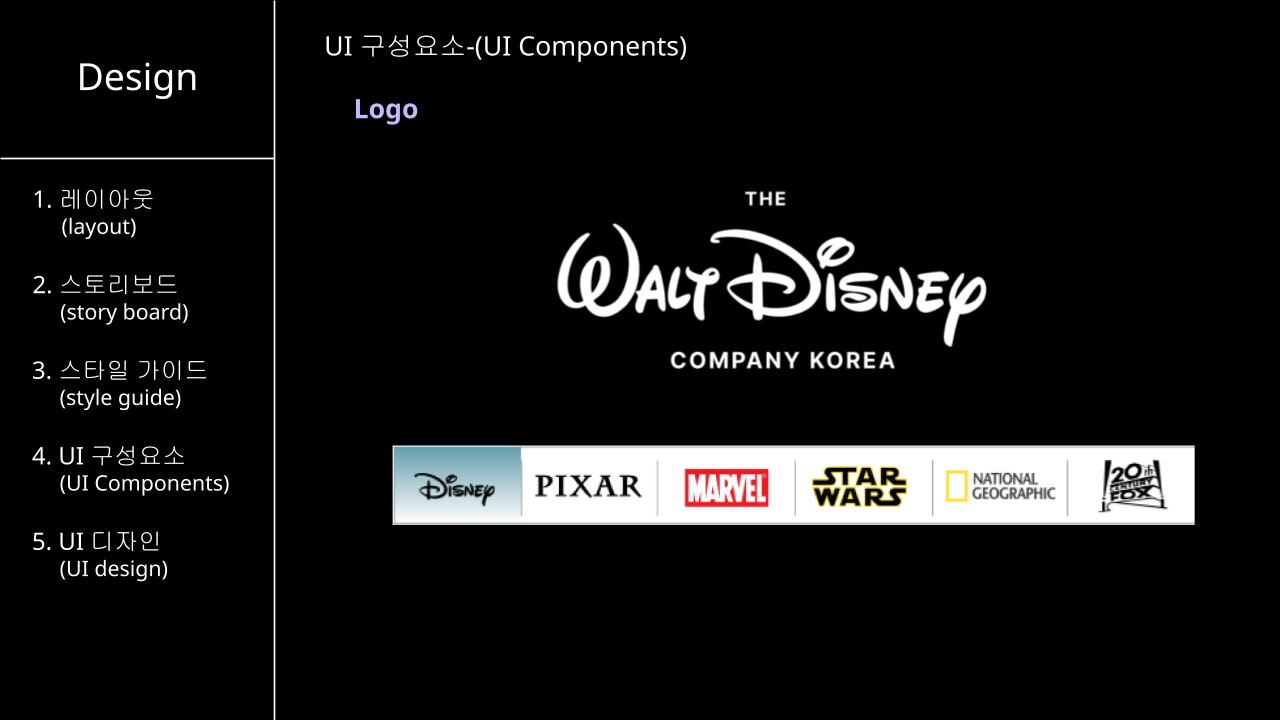 Design
1. 레이아웃
(layout)
2. 스토리보드
(story board)
3. 스타일 가이드
(style guide)
4. UI 구성요소
(UI Components)
5. UI 디자인
(UI design)
UI 구성요소-(UI Components)
Logo
THE
WALT DISNEY
COMPANY KOREA
DISNEY PIXAR MARVEL STAR WARS NATIONAL GEOGRAPHIC 20th CENTURY FOX